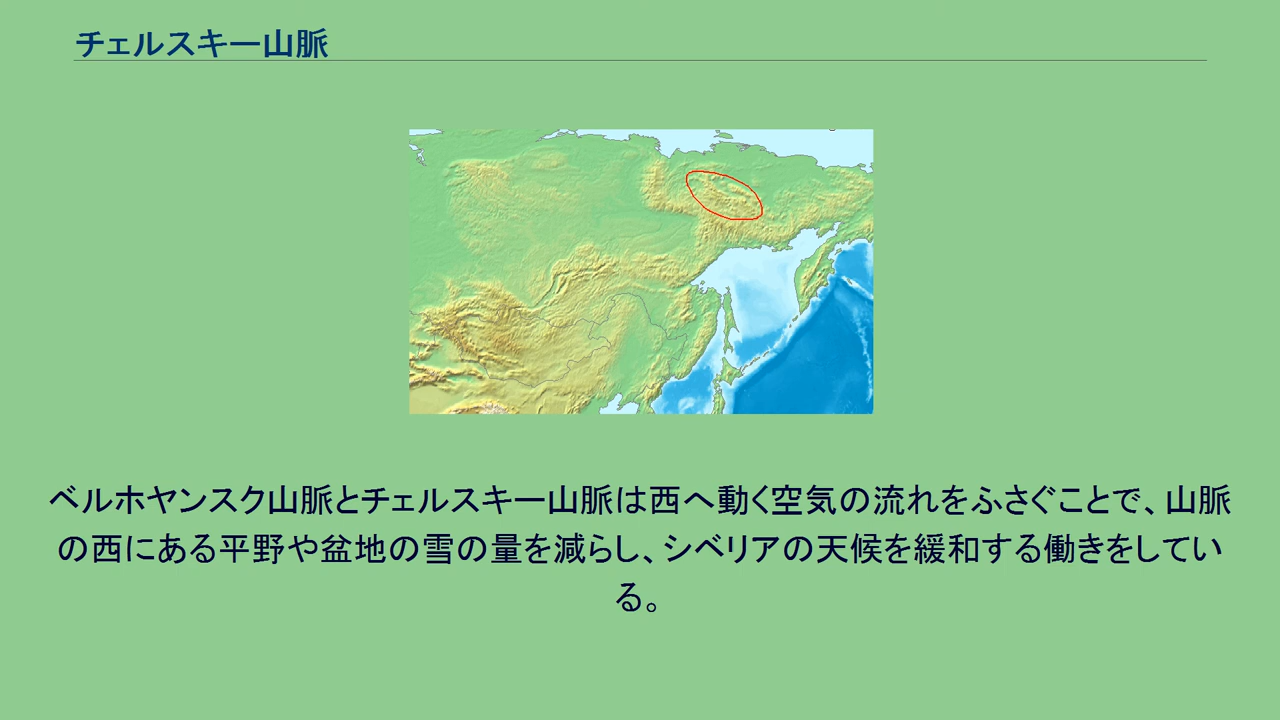 チェルスキー山脈
ベルホヤンスク山脈とチェルスキー山脈は西へ動く空気の流れをふさぐことで、山脈
の西にある平野や盆地の雪の量を減らし、シベリアの天候を緩和する働きをしてい
る。